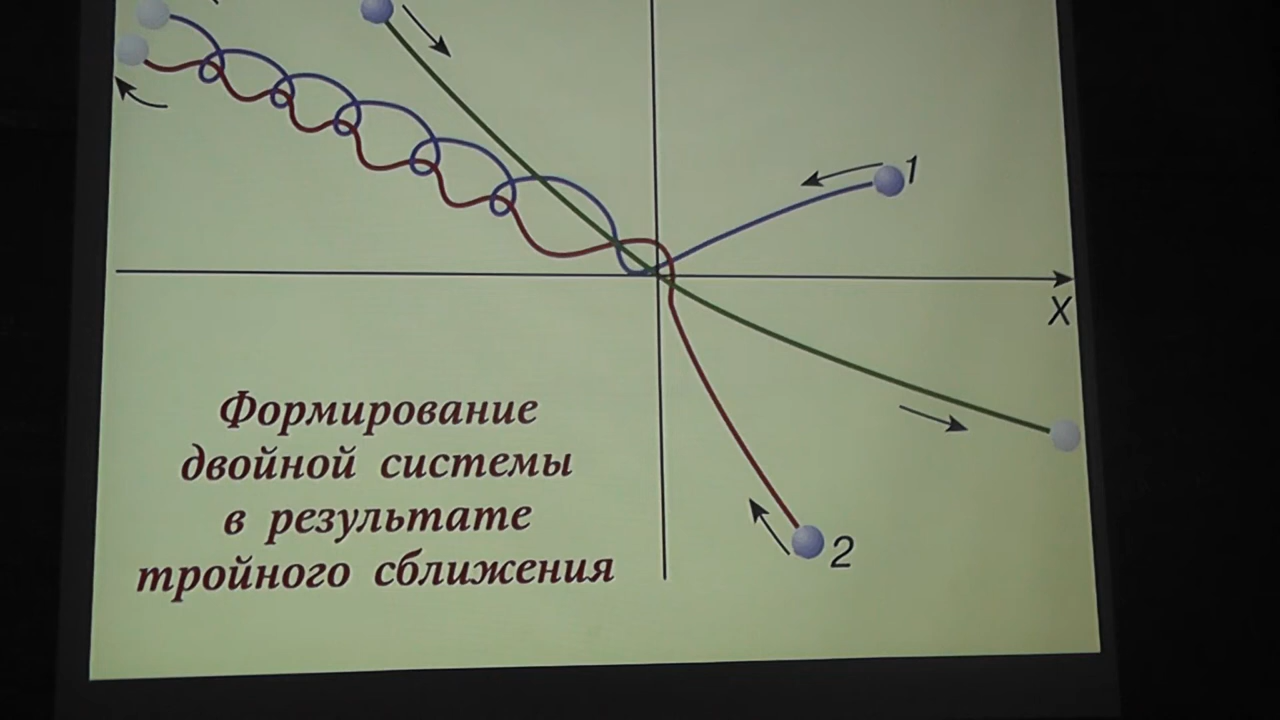 1
X
Формирование
двойной системы
в результате
тройного сближения
2